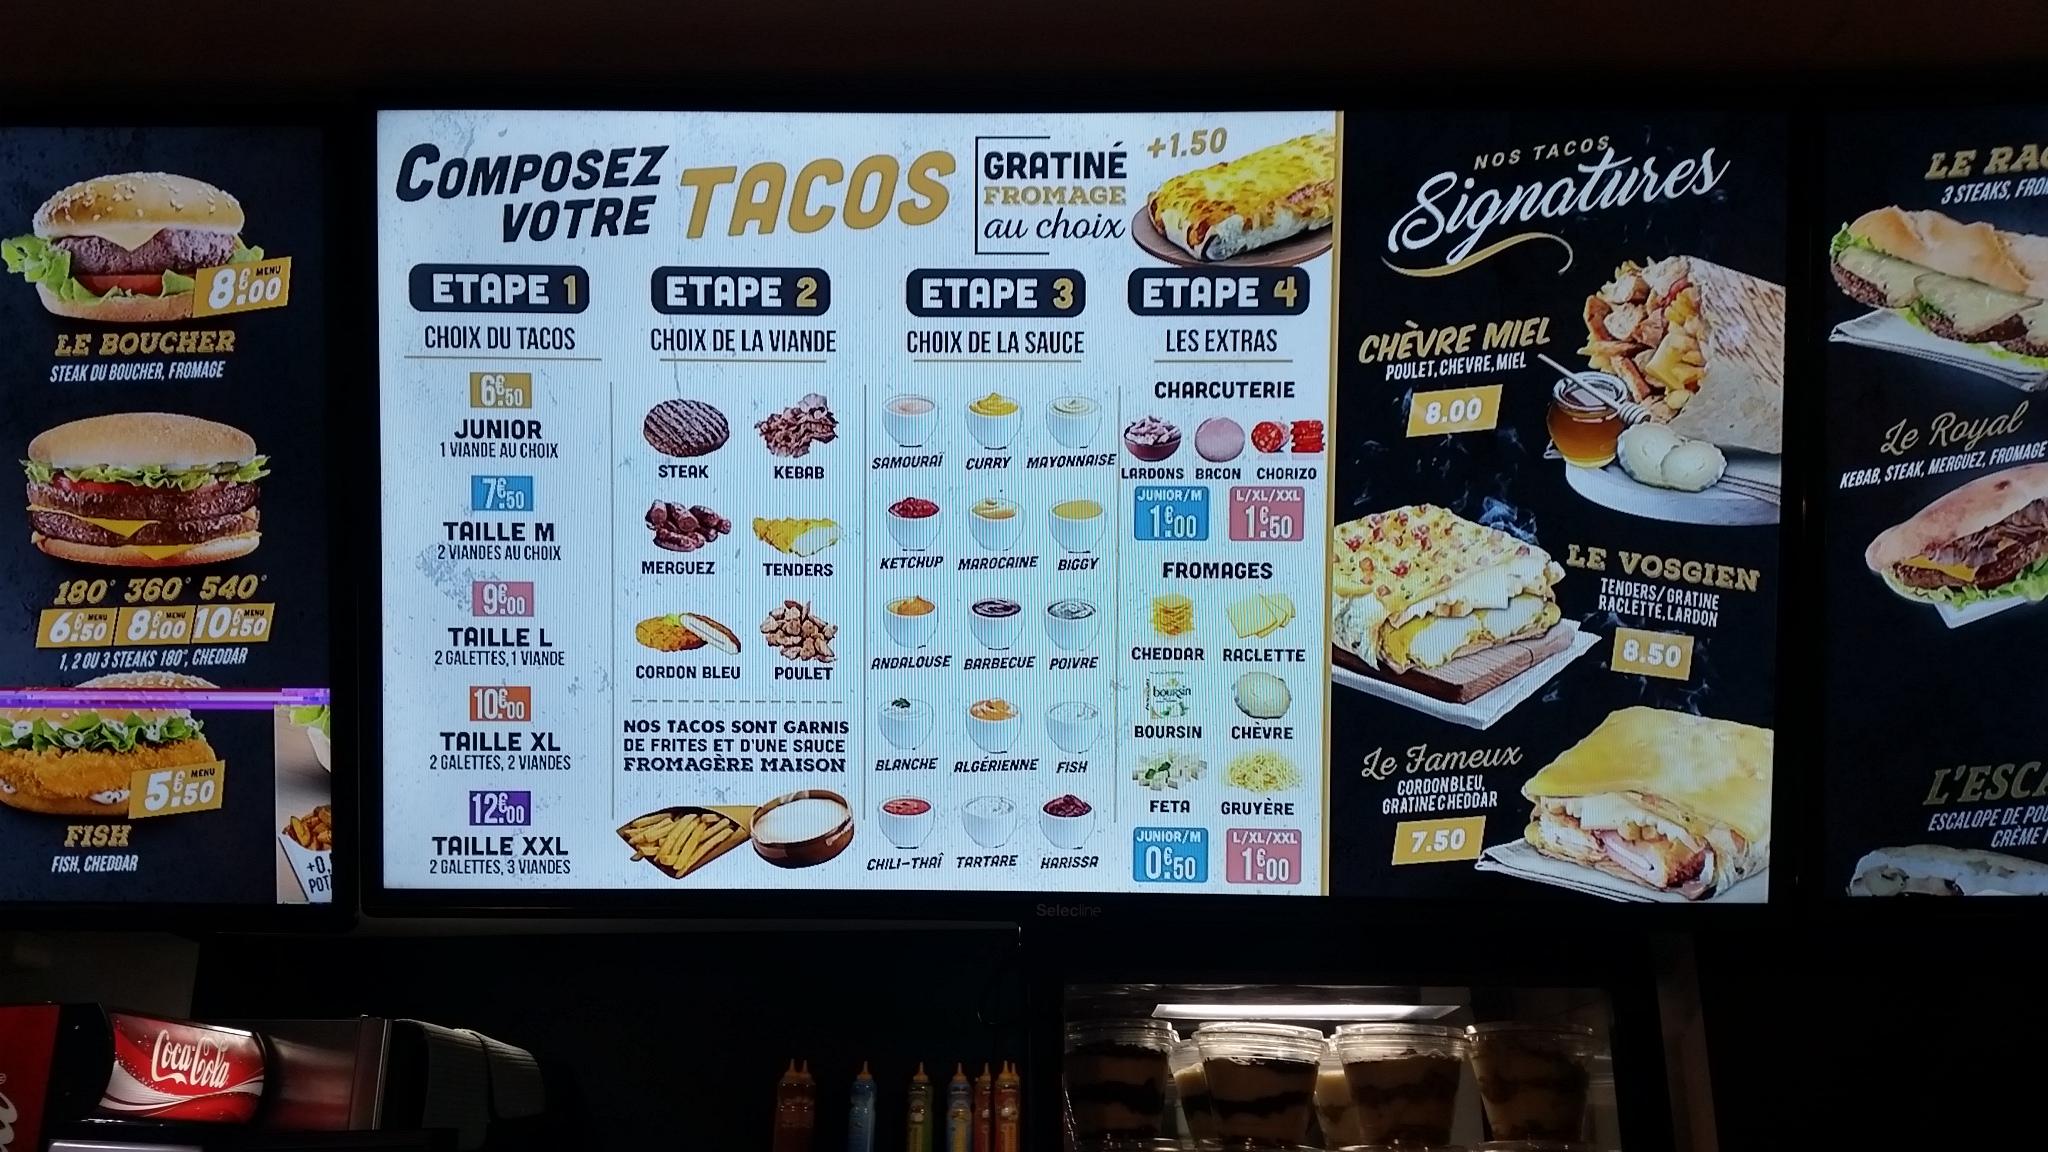 8€.00 MENU
LE BOUCHER
STEAK DU BOUCHER, FROMAGE
180° 360° 540°
6€.50 MENU 8€.00 MENU 10€.50 MENU
1, 2 OU 3 STEAKS 180°, CHEDDAR
5€.50 MENU
FISH
FISH, CHEDDAR
COMPOSEZ
VOTRE TACOS
GRATINÉ
FROMAGE
au choix
+1.50
ETAPE 1
CHOIX DU TACOS
6€50
JUNIOR
1 VIANDE AU CHOIX
7€50
TAILLE M
2 VIANDES AU CHOIX
9€00
TAILLE L
2 GALETTES, 1 VIANDE
10€00
TAILLE XL
2 GALETTES, 2 VIANDES
12€00
TAILLE XXL
2 GALETTES, 3 VIANDES
ETAPE 2
CHOIX DE LA VIANDE
STEAK KEBAB
MERGUEZ TENDERS
CORDON BLEU POULET
NOS TACOS SONT GARNIS
DE FRITES ET D'UNE SAUCE
FROMAGÈRE MAISON
ETAPE 3
CHOIX DE LA SAUCE
SAMOURAÏ CURRY MAYONNAISE
KETCHUP MAROCAINE BIGGY
ANDALOUSE BARBECUE POIVRE
BLANCHE ALGÉRIENNE FISH
CHILI-THAÏ TARTARE HARISSA
ETAPE 4
LES EXTRAS
CHARCUTERIE
LARDONS BACON CHORIZO
JUNIOR/M L/XL/XXL
1€00 1€50
FROMAGES
CHEDDAR RACLETTE
boursin
BOURSIN CHÈVRE
FETA GRUYÈRE
JUNIOR/M L/XL/XXL
0€50 1€00
NOS TACOS
Signatures
CHÈVRE MIEL
POULET, CHEVRE, MIEL
8.00
LE VOSGIEN
TENDERS/GRATINE
RACLETTE, LARDON
8.50
Le Fameux
CORDON BLEU,
GRATINE CHEDDAR
7.50
3 STEAKS,
Le Royal
KEBAB, STEAK, MERGUEZ, FROMAGE
ESCALOPE DE
CRÈME
Selecline
Coca-Cola